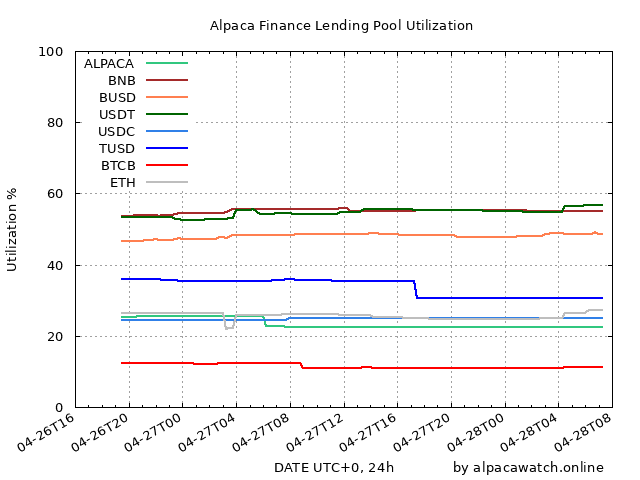 Alpaca Finance Lending Pool Utilization
100
80
60
40
20
0
Utilization %
ALPACA
BNB
BUSD
USDT
USDC
TUSD
BTCB
ETH
04-26T16
04-26T20
04-27T00
04-27T04
04-27T08
04-27T12
04-27T16
04-27T20
04-28T00
04-28T04
04-28T08
DATE UTC+0, 24h
by alpacawatch.online